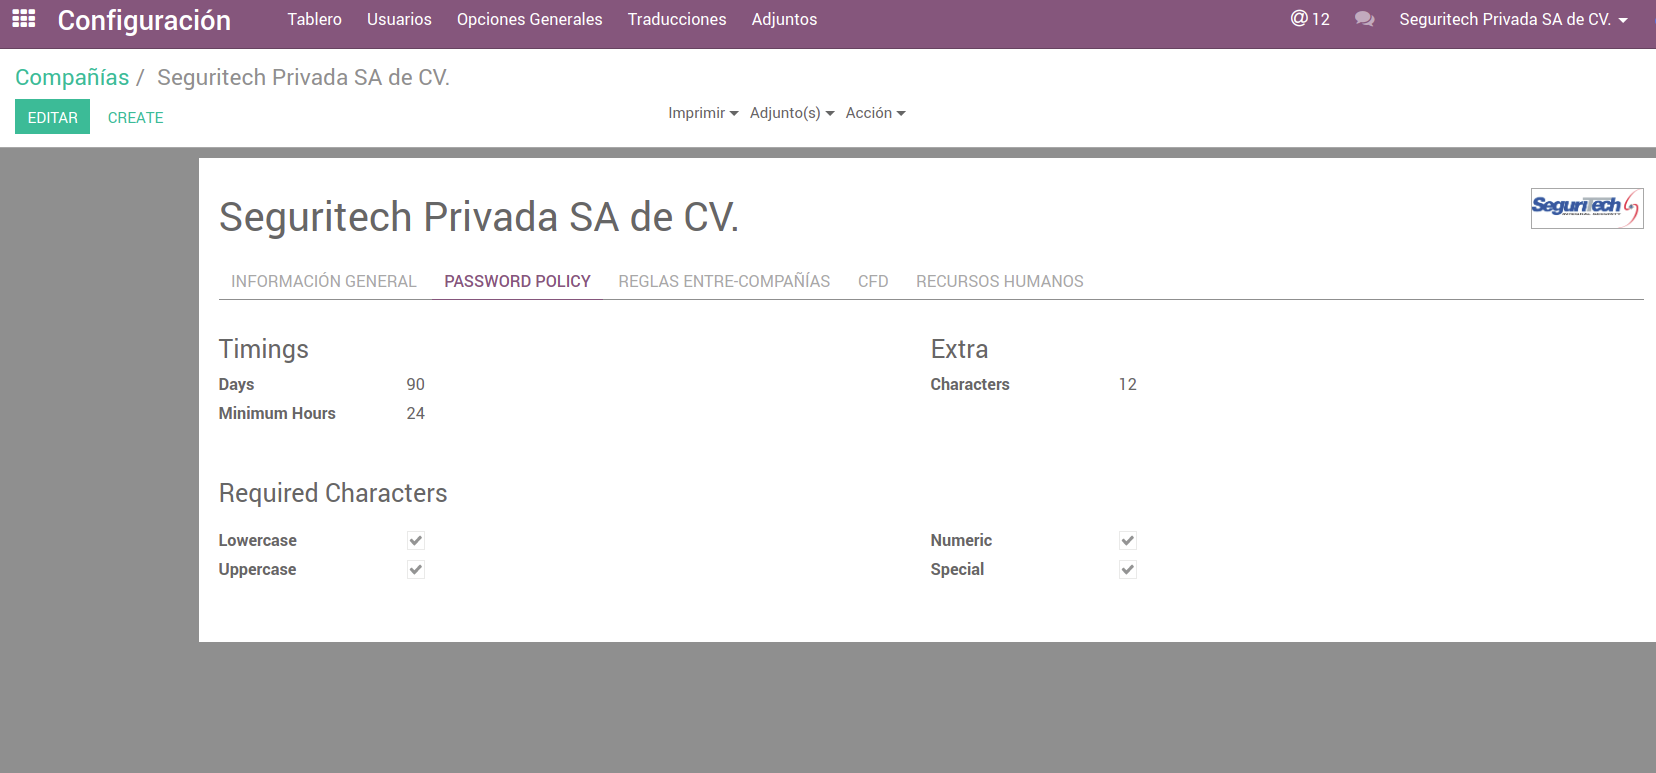 Configuración
Tablero Usuarios Opciones Generales Traducciones Adjuntos
@ 12 Seguritech Privada SA de CV.
Compañías / Seguritech Privada SA de CV.
EDITAR CREATE
Imprimir Adjunto(s) Acción
Seguritech Privada SA de CV.
SeguriTech
INTEGRAL SECURITY
INFORMACIÓN GENERAL PASSWORD POLICY REGLAS ENTRE-COMPAÑÍAS CFD RECURSOS HUMANOS
Timings
Days 90
Minimum Hours 24
Extra
Characters 12
Required Characters
Lowercase
Uppercase
Numeric
Special